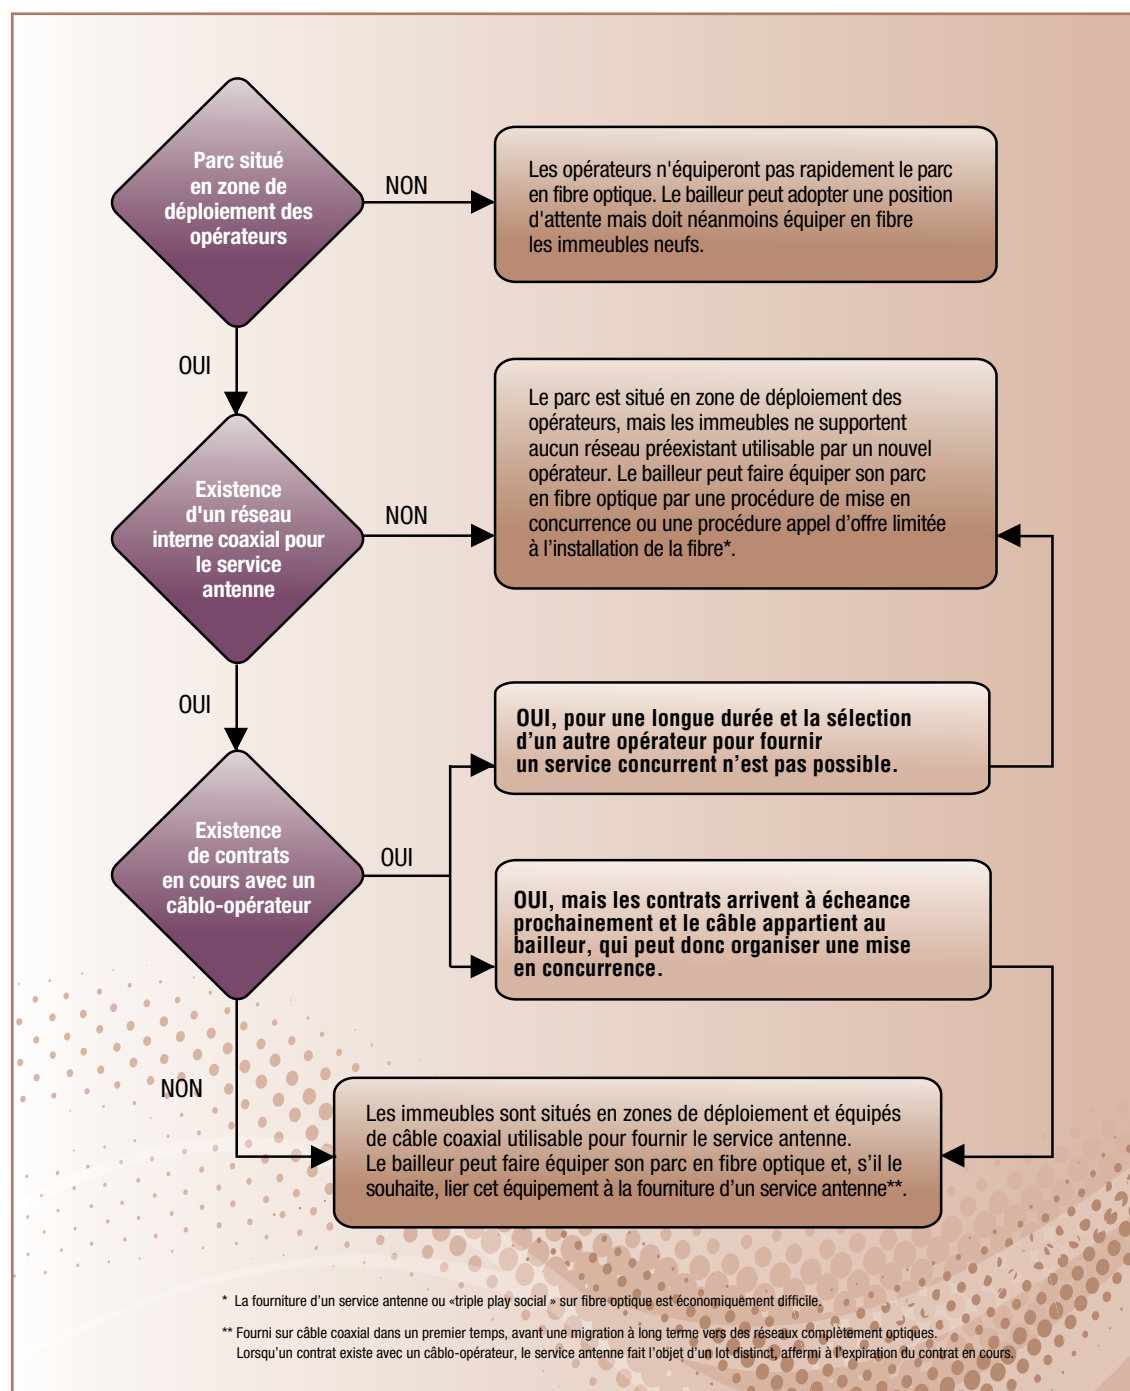 Parc situé
en zone de
déploiement des
opérateurs
NON
Les opérateurs n'équiperont pas rapidement le parc
en fibre optique. Le bailleur peut adopter une position
d'attente mais doit néanmoins équiper en fibre
les immeubles neufs.
OUI
Existence
d'un réseau
interne coaxial pour
le service
antenne
NON
Le parc est situé en zone de déploiement des
opérateurs, mais les immeubles ne supportent
aucun réseau préexistant utilisable par un nouvel
opérateur. Le bailleur peut faire équiper son parc
en fibre optique par une procédure de mise en
concurrence ou une procédure appel d’offre limitée
à l’installation de la fibre*.
OUI
Existence
de contrats
en cours avec un
câblo-opérateur
OUI
OUI, pour une longue durée et la sélection
d’un autre opérateur pour fournir
un service concurrent n’est pas possible.
OUI, mais les contrats arrivent à écheance
prochainement et le câble appartient au
bailleur, qui peut donc organiser une mise
en concurrence.
NON
Les immeubles sont situés en zones de déploiement et équipés
de câble coaxial utilisable pour fournir le service antenne.
Le bailleur peut faire équiper son parc en fibre optique et, s’il le
souhaite, lier cet équipement à la fourniture d’un service antenne**.
* La fourniture d’un service antenne ou «triple play social » sur fibre optique est économiquement difficile.
** Fourni sur câble coaxial dans un premier temps, avant une migration à long terme vers des réseaux complètement optiques.
Lorsqu’un contrat existe avec un câblo-opérateur, le service antenne fait l’objet d’un lot distinct, affermi à l’expiration du contrat en cours.